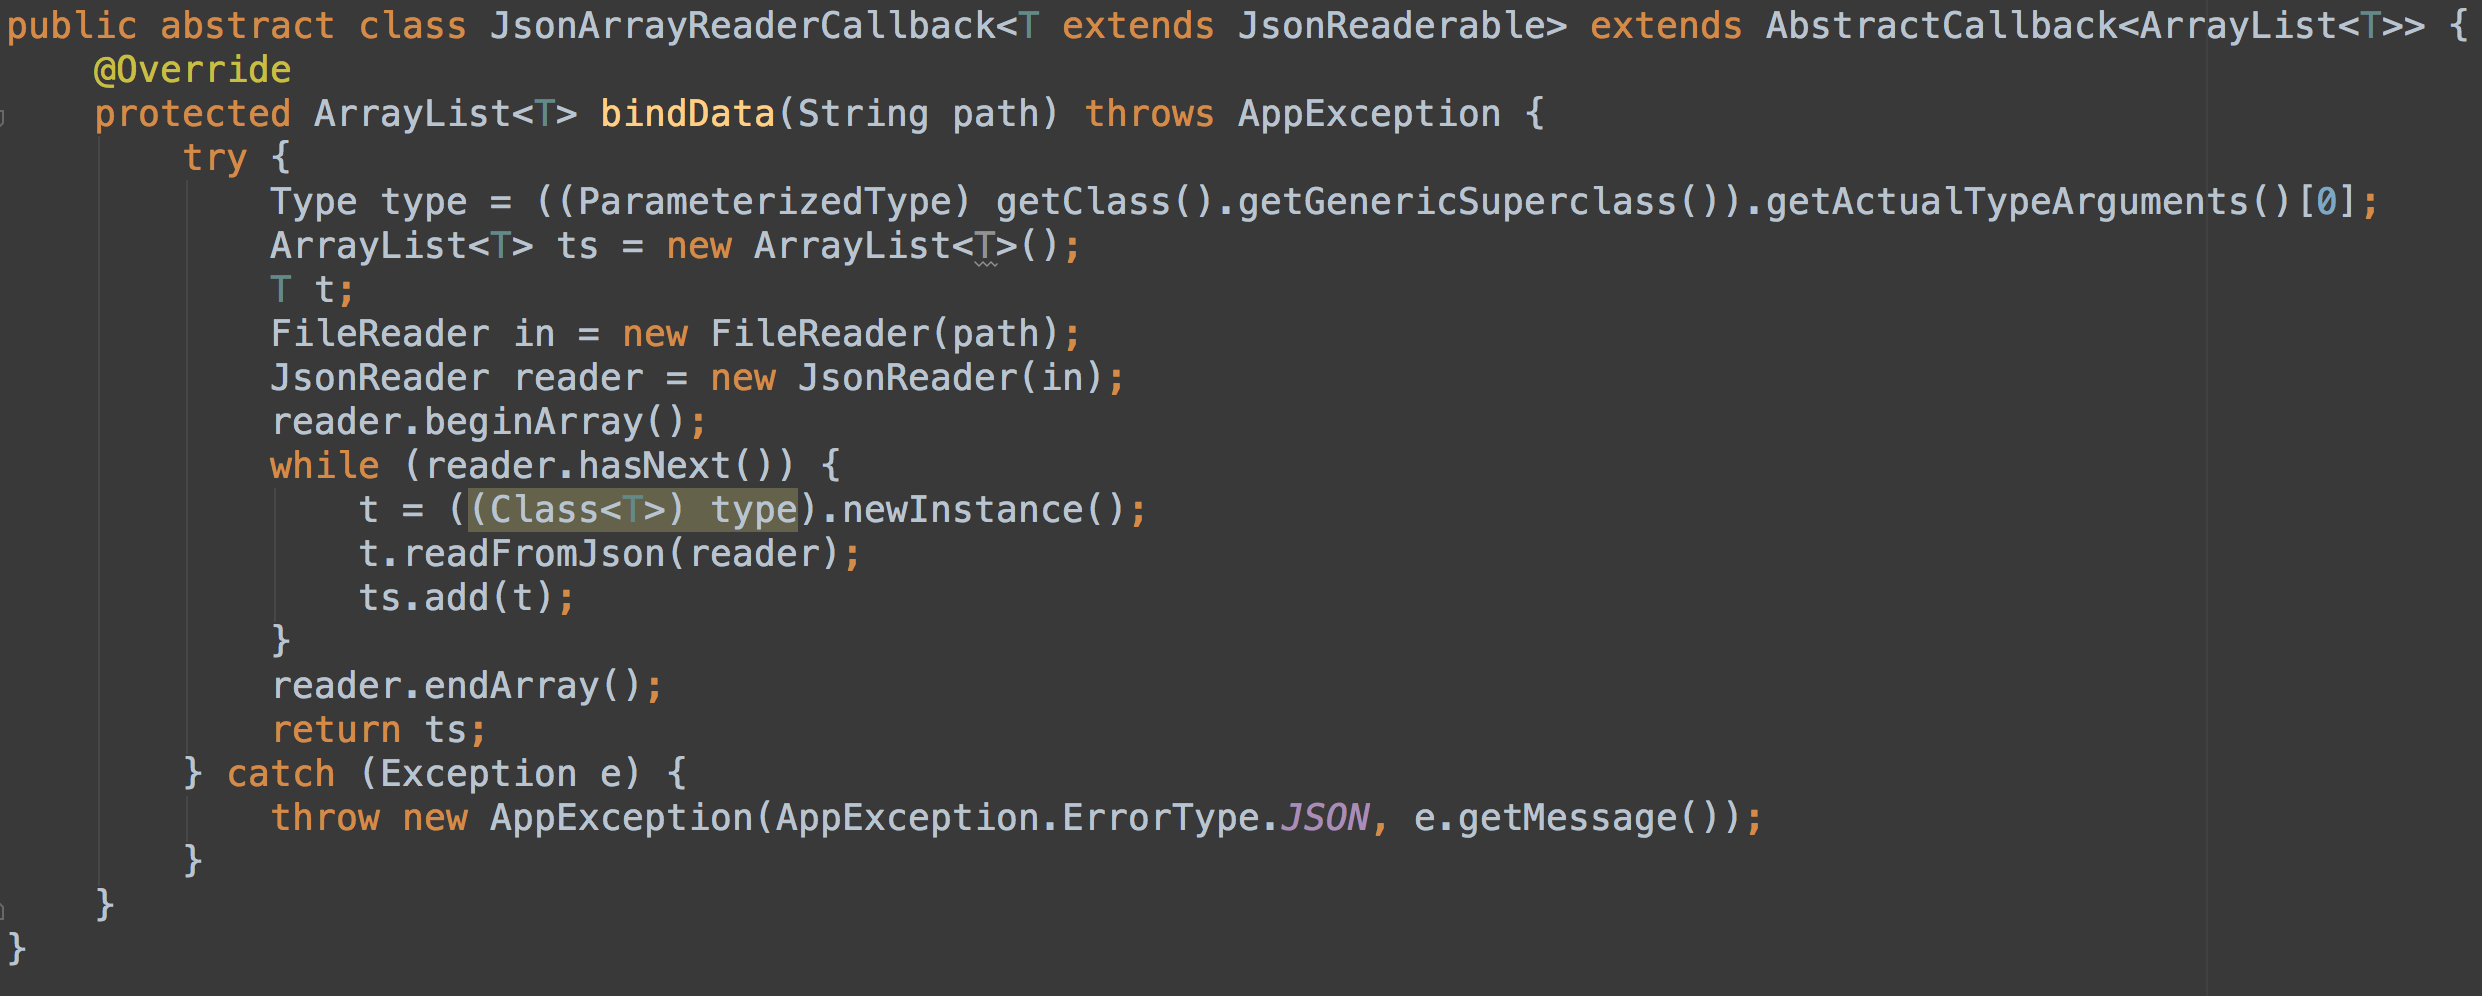 public abstract class JsonArrayReaderCallback<T extends JsonReaderable> extends AbstractCallback<ArrayList<T>> {
    @Override
    protected ArrayList<T> bindData(String path) throws AppException {
        try {
            Type type = ((ParameterizedType) getClass().getGenericSuperclass()).getActualTypeArguments()[0];
            ArrayList<T> ts = new ArrayList<T>();
            T t;
            FileReader in = new FileReader(path);
            JsonReader reader = new JsonReader(in);
            reader.beginArray();
            while (reader.hasNext()) {
                t = ((Class<T>) type).newInstance();
                t.readFromJson(reader);
                ts.add(t);
            }
            reader.endArray();
            return ts;
        } catch (Exception e) {
            throw new AppException(AppException.ErrorType.JSON, e.getMessage());
        }
    }
}